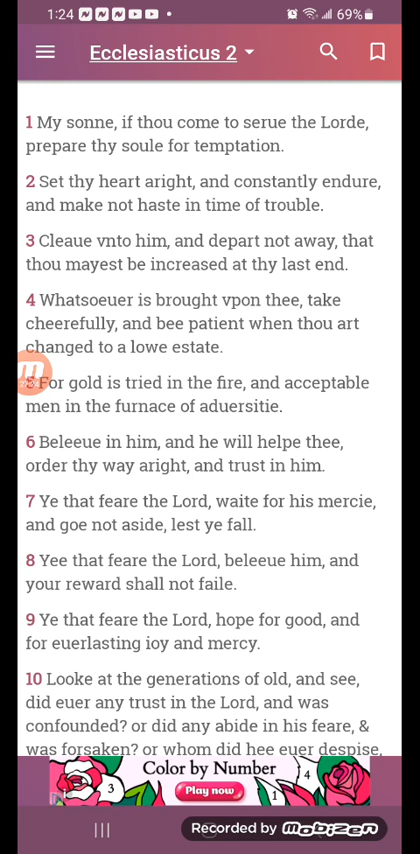 1:24 69%
Ecclesiasticus 2
1 My sonne, if thou come to serue the Lorde,
prepare thy soule for temptation.
2 Set thy heart aright, and constantly endure,
and make not haste in time of trouble.
3 Cleaue vnto him, and depart not away, that
thou mayest be increased at thy last end.
4 Whatsoeuer is brought vpon thee, take
cheerefully, and bee patient when thou art
changed to a lowe estate.
5 For gold is tried in the fire, and acceptable
men in the furnace of aduersitie.
6 Beleeue in him, and he will helpe thee,
order thy way aright, and trust in him.
7 Ye that feare the Lord, waite for his mercie,
and goe not aside, lest ye fall.
8 Yee that feare the Lord, beleeue him, and
your reward shall not faile.
9 Ye that feare the Lord, hope for good, and
for euerlasting ioy and mercy.
10 Looke at the generations of old, and see,
did euer any trust in the Lord, and was
confounded? or did any abide in his feare, &
was forsaken? or whom did hee euer despise,
Color by Number
Play now
3 1 4
Recorded by mobizen